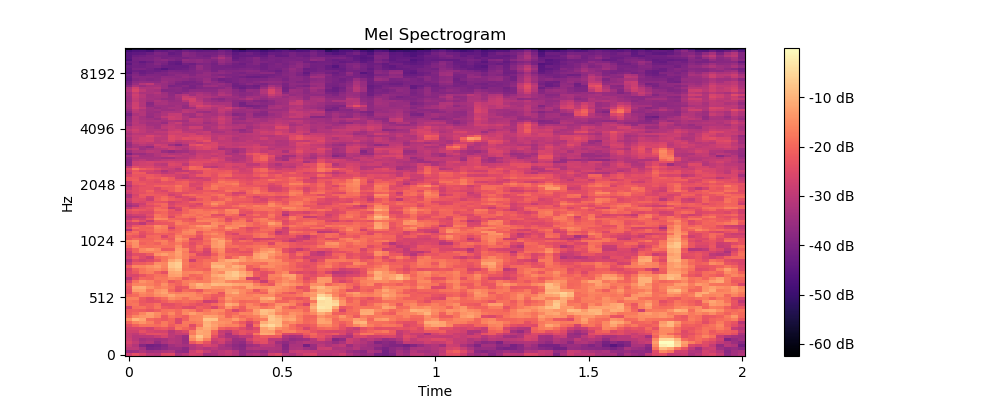 Mel Spectrogram
8192
4096
2048
1024
512
0
Hz
0
0.5
1
1.5
2
Time
-10 dB
-20 dB
-30 dB
-40 dB
-50 dB
-60 dB